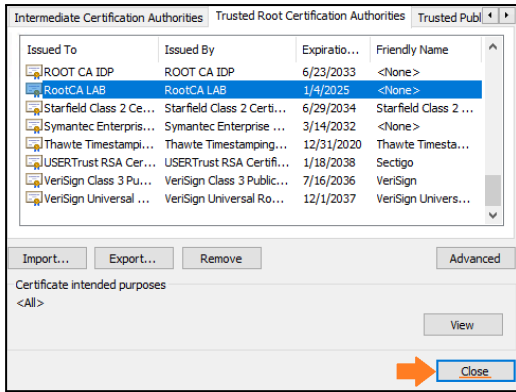 Intermediate Certification Authorities Trusted Root Certification Authorities Trusted Publ
Issued To Issued By Expiratio... Friendly Name
ROOT CA IDP ROOT CA IDP 6/23/2033 <None>
RootCA LAB RootCA LAB 1/4/2025 <None>
Starfield Class 2 Ce... Starfield Class 2 Certi... 6/29/2034 Starfield Class 2 ...
Symantec Enterpris... Symantec Enterprise ... 3/14/2032 <None>
Thawte Timestampi... Thawte Timestamping... 12/31/2020 Thawte Timesta...
USERTrust RSA Cer... USERTrust RSA Certifi... 1/18/2038 Sectigo
VeriSign Class 3 Pu... VeriSign Class 3 Public... 7/16/2036 VeriSign
VeriSign Universal ... VeriSign Universal Ro... 12/1/2037 VeriSign Univers...
Import... Export... Remove Advanced
Certificate intended purposes
<All>
View
Close